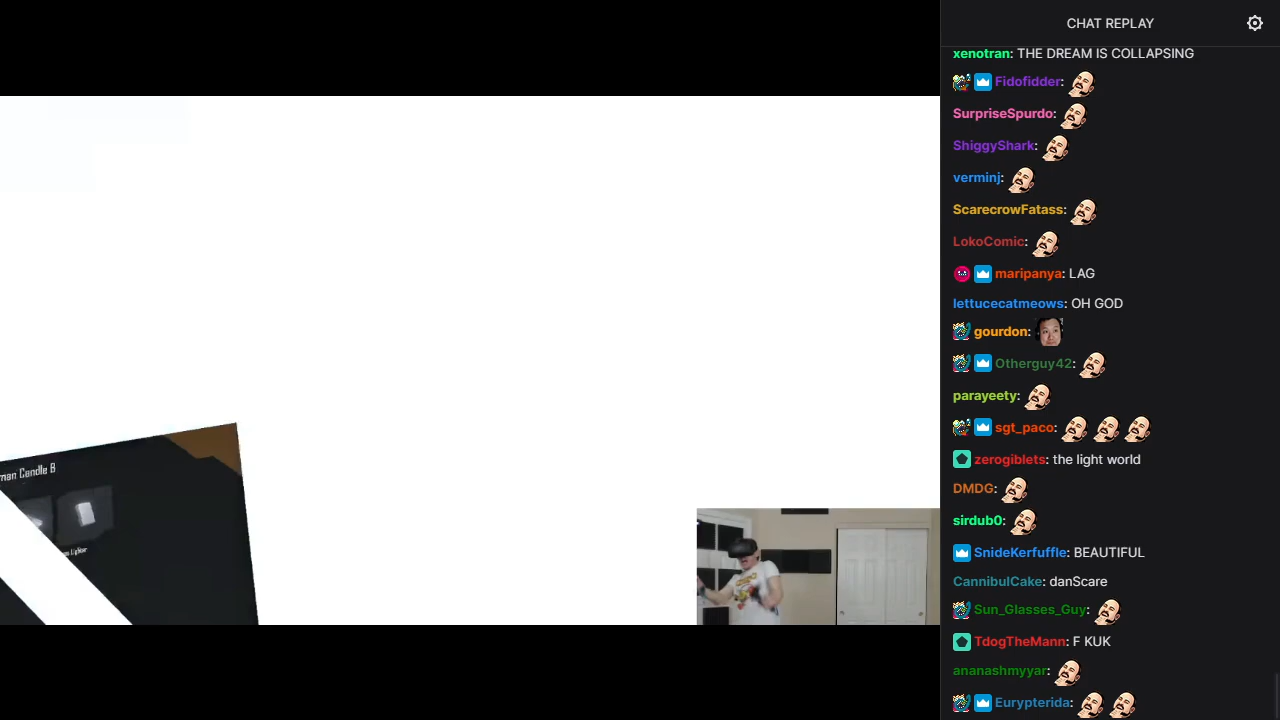 CHAT REPLAY
xenotran: THE DREAM IS COLLAPSING
Fidofidder:
SurpriseSpurdo:
ShiggyShark:
verminj:
ScarecrowFatass:
LokoComic:
maripanya: LAG
lettucecatmeows: OH GOD
gourdon:
Otherguy42:
parayeety:
sgt_paco:
zerogiblets: the light world
DMDG:
sirdub0:
SnideKerfuffle: BEAUTIFUL
CannibulCake: danScare
Sun_Glasses_Guy:
TdogTheMann: F KUK
ananashmyyar:
Eurypterida:
man Candle B
Lighter